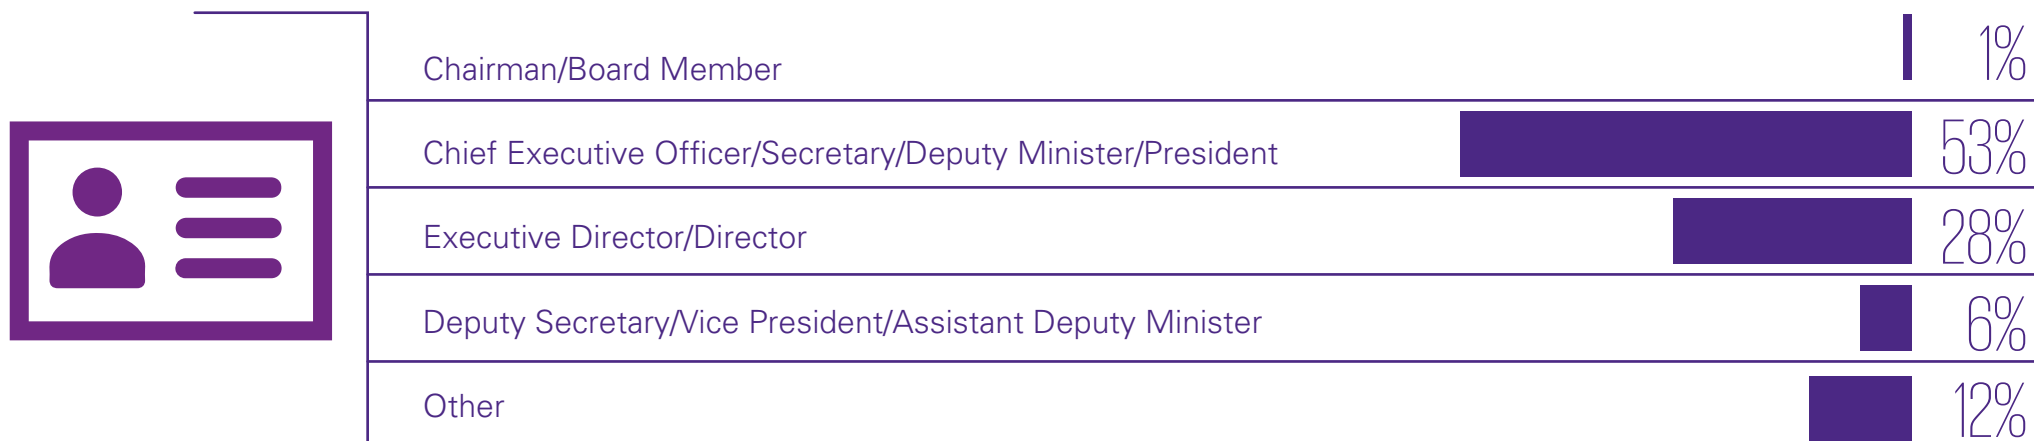 Chairman/Board Member 1%
Chief Executive Officer/Secretary/Deputy Minister/President 53%
Executive Director/Director 28%
Deputy Secretary/Vice President/Assistant Deputy Minister 6%
Other 12%